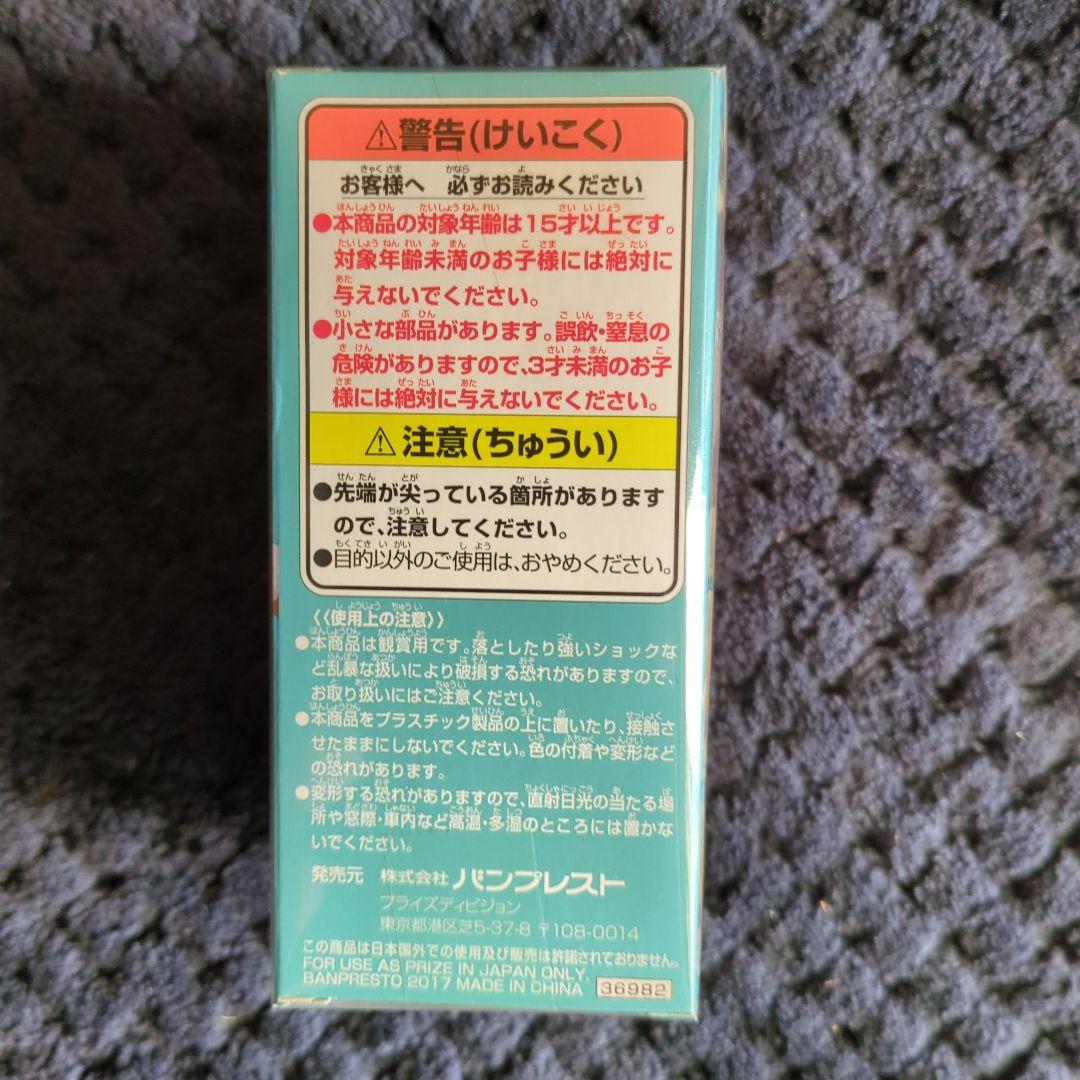 ⚠警告(けいこく)
お客様へ 必ずお読みください
●本商品の対象年齢は15才以上です。
対象年齢未満のお子様には絶対に
与えないでください。
●小さな部品があります。誤飲・窒息の
危険がありますので、3才未満のお子
様には絶対に与えないでください。
⚠注意(ちゅうい)
●先端が尖っている箇所があります
ので、注意してください。
●目的以外のご使用は、おやめください。
《使用上の注意》
●本商品は観賞用です。落としたり強いショックな
ど乱暴な扱いにより破損する恐れがありますので、
お取り扱いにはご注意ください。
●本商品をプラスチック製品の上に置いたり、接触さ
せたままにしないでください。色の付着や変形など
の恐れがあります。
●変形する恐れがありますので、直射日光の当たる場
所や窓際・車内など高温・多湿のところには置かな
いでください。
発売元 株式会社 バンプレスト
プライズディビジョン
東京都港区芝5-37-8 〒108-0014
この商品は日本国外での使用及び販売は許諾されておりません。
FOR USE AS PRIZE IN JAPAN ONLY,
BANPRESTO 2017 MADE IN CHINA 36982